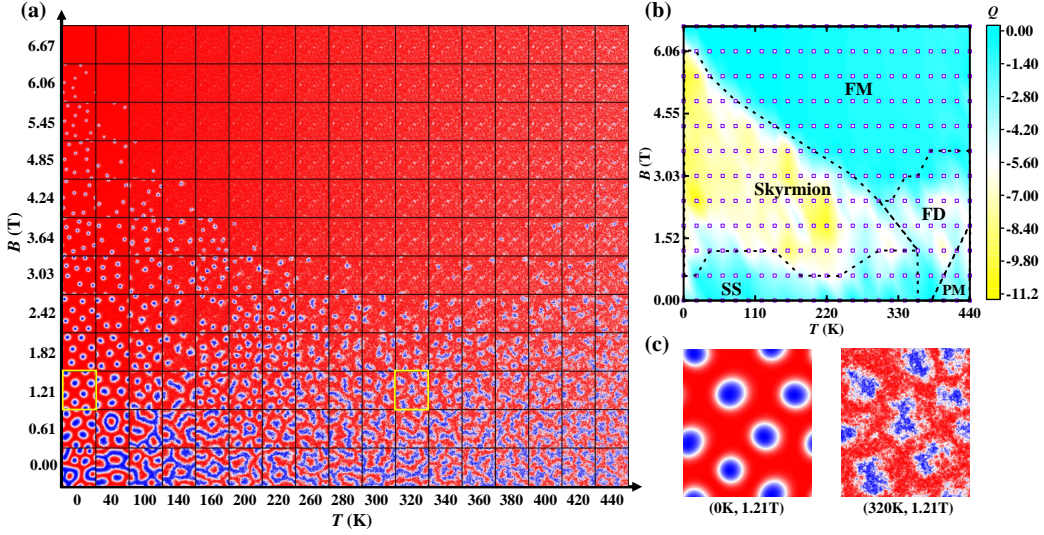 (a)
B (T)
6.67
6.06
5.45
4.85
4.24
3.64
3.03
2.42
1.82
1.21
0.61
0.00
0 40 100 140 160 200 220 240 280 300 320 340 360 380 400 420 440
T (K)
(b)
Q
B (T)
6.06
4.55
3.03
1.52
0.00
FM
Skyrmion
FD
SS
PM
0 110 220 330 440
T (K)
0.00
-1.40
-2.80
-4.20
-5.60
-7.00
-8.40
-9.80
-11.2
(c)
(0K, 1.21T) (320K, 1.21T)